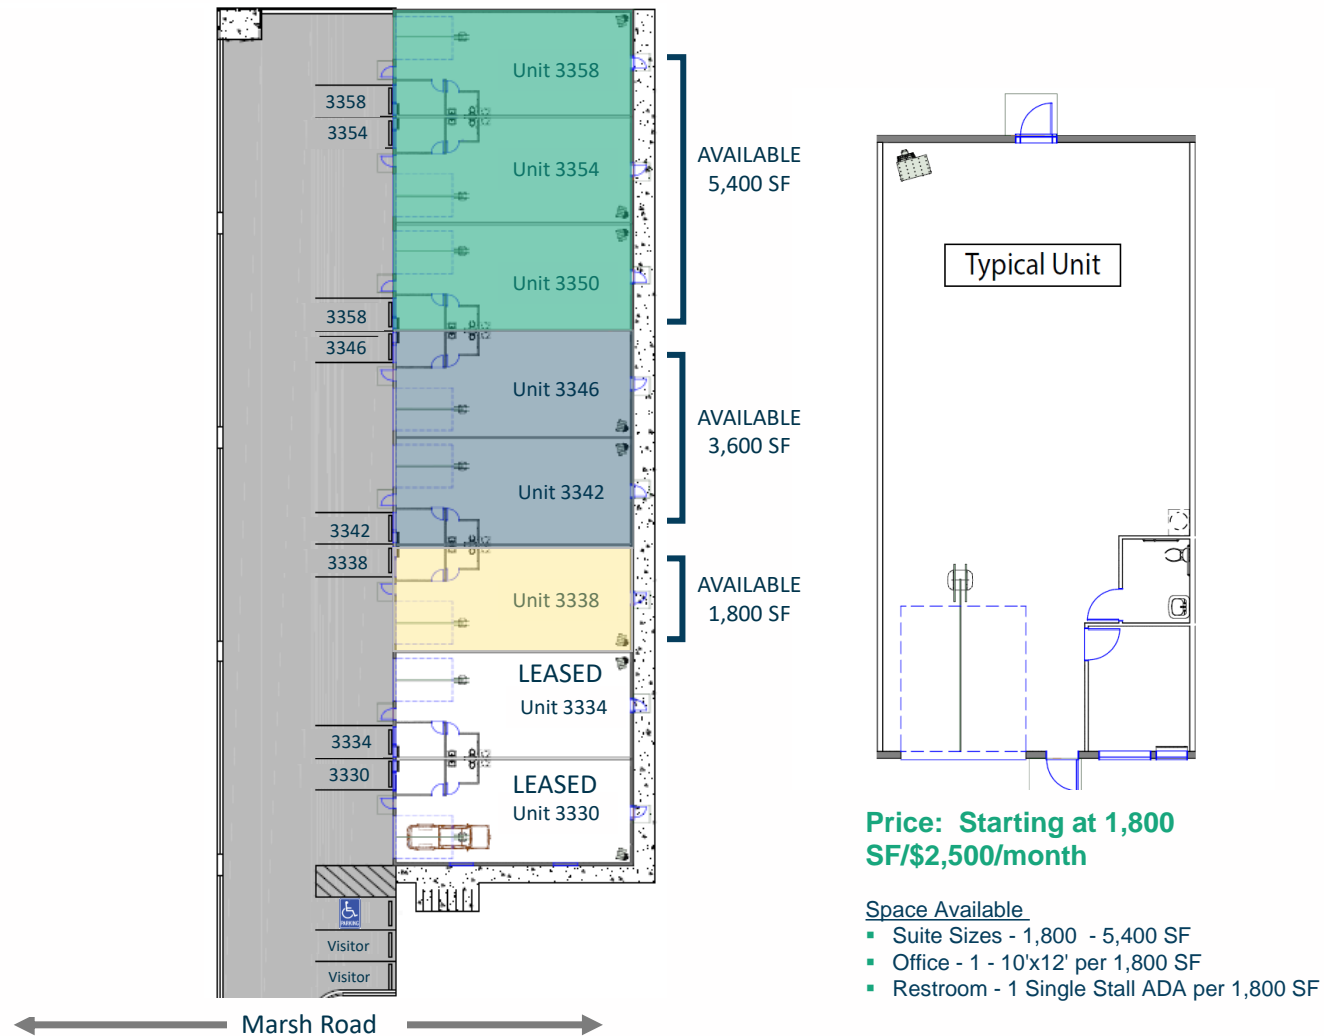 Unit 3358
3358
3354
AVAILABLE
5,400 SF
Unit 3354
Unit 3350
3358
3346
Unit 3346
AVAILABLE
3,600 SF
Unit 3342
3342
3338
AVAILABLE
1,800 SF
Unit 3338
LEASED
Unit 3334
3334
3330
LEASED
Unit 3330
PARKING
Visitor
Visitor
Marsh Road
Typical Unit
Price:  Starting at 1,800
SF/$2,500/month
Space Available
▪ Suite Sizes - 1,800  - 5,400 SF
▪ Office - 1 - 10'x12' per 1,800 SF
▪ Restroom - 1 Single Stall ADA per 1,800 SF